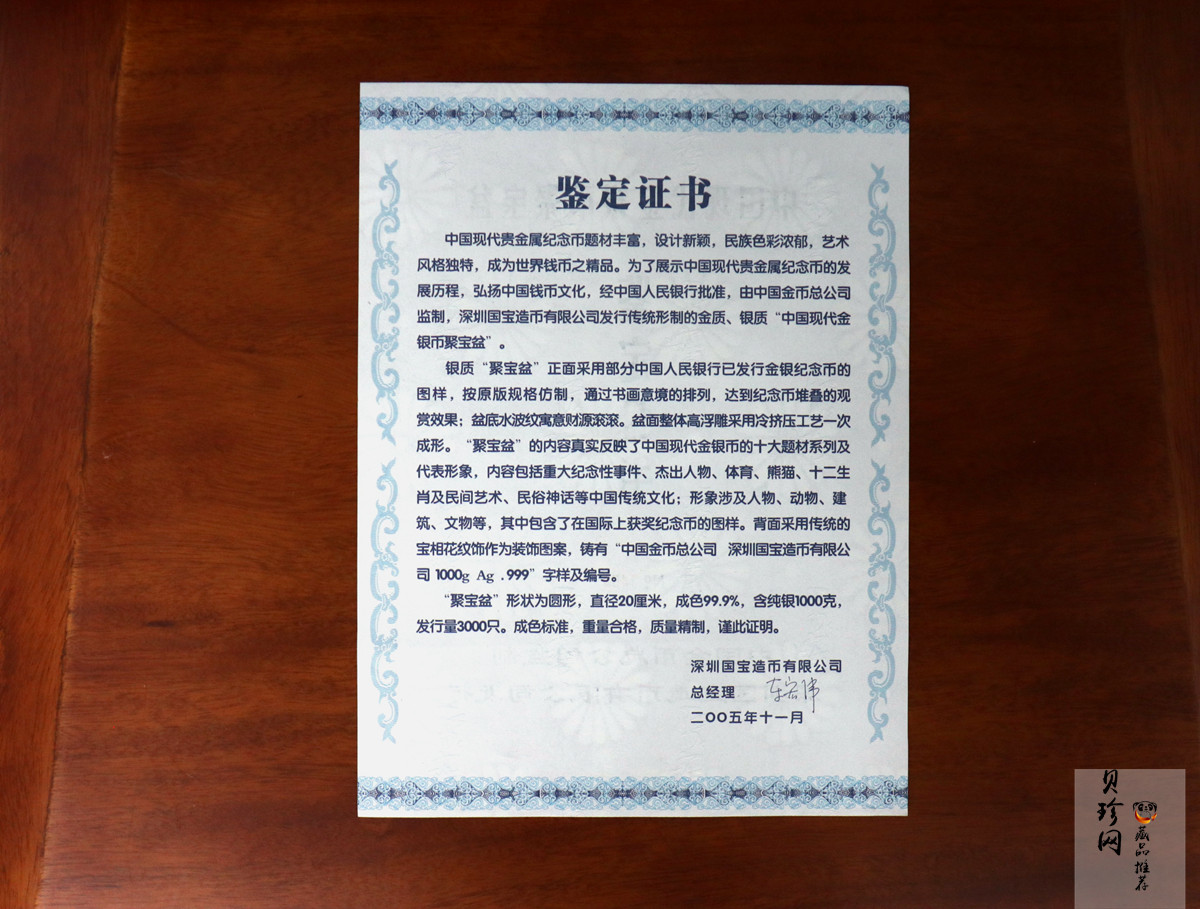 鉴定证书
中国现代贵金属纪念币题材丰富，设计新颖，民族色彩浓郁，艺术
风格独特，成为世界钱币之精品。为了展示中国现代贵金属纪念币的发
展历程，弘扬中国钱币文化，经中国人民银行批准，由中国金币总公司
监制，深圳国宝造币有限公司发行传统形制的金质、银质“中国现代金
银币聚宝盆”。
银质“聚宝盆”正面采用部分中国人民银行已发行金银纪念币的
图样，按原版规格仿制，通过书画意境的排列，达到纪念币堆叠的观
赏效果；盆底水波纹寓意财源滚滚。盆面整体高浮雕采用冷挤压工艺一次
成形。“聚宝盆”的内容真实反映了中国现代金银币的十大题材系列及
代表形象，内容包括重大纪念性事件、杰出人物、体育、熊猫、十二生
肖及民间艺术、民俗神话等中国传统文化；形象涉及人物、动物、建
筑、文物等，其中包含了在国际上获奖纪念币的图样。背面采用传统的
宝相花纹饰作为装饰图案，铸有“中国金币总公司 深圳国宝造币有限公
司 1000g Ag .999”字样及编号。
“聚宝盆”形状为圆形，直径20厘米，成色99.9%，含纯银1000克，
发行量3000只。成色标准，重量合格，质量精制，谨此证明。
深圳国宝造币有限公司
总经理
二〇〇五年十一月
贝珍网
藏品推荐